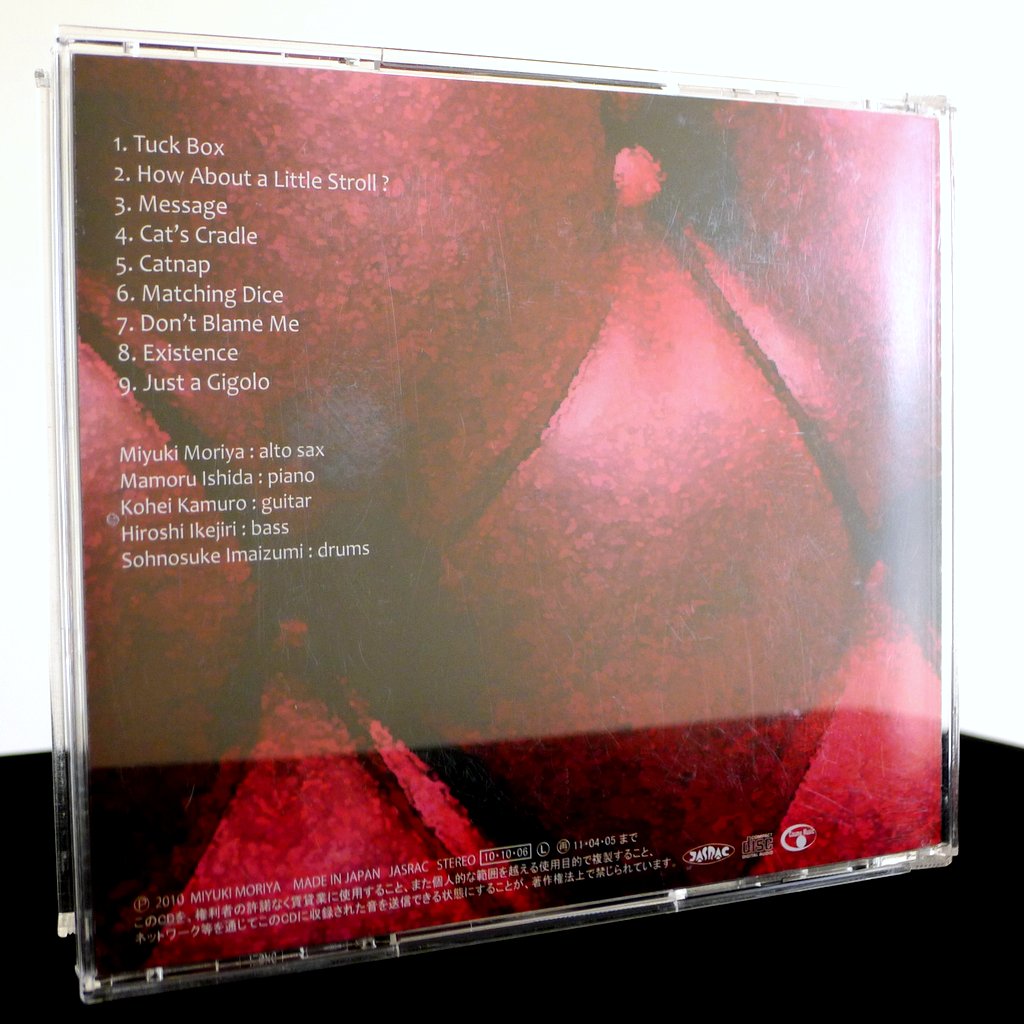 1. Tuck Box
2. How About a Little Stroll ?
3. Message
4. Cat's Cradle
5. Catnap
6. Matching Dice
7. Don't Blame Me
8. Existence
9. Just a Gigolo
Miyuki Moriya : alto sax
Mamoru Ishida : piano
Kohei Kamuro : guitar
Hiroshi Ikejiri : bass
Sohnosuke Imaizumi : drums
Ⓟ 2010 MIYUKI MORIYA MADE IN JAPAN JASRAC STEREO 10・10・06 Ⓛ 再 11・04・05 まで
このCDを、権利者の許諾なく賃貸業に使用すること、また個人的な範囲を越える使用目的で複製すること、
ネットワーク等を通じてこのCDに収録された音を送信できる状態にすることが、著作権法上で禁じられています。
JASRAC
COMPACT disc DIGITAL AUDIO
Cosmo Music